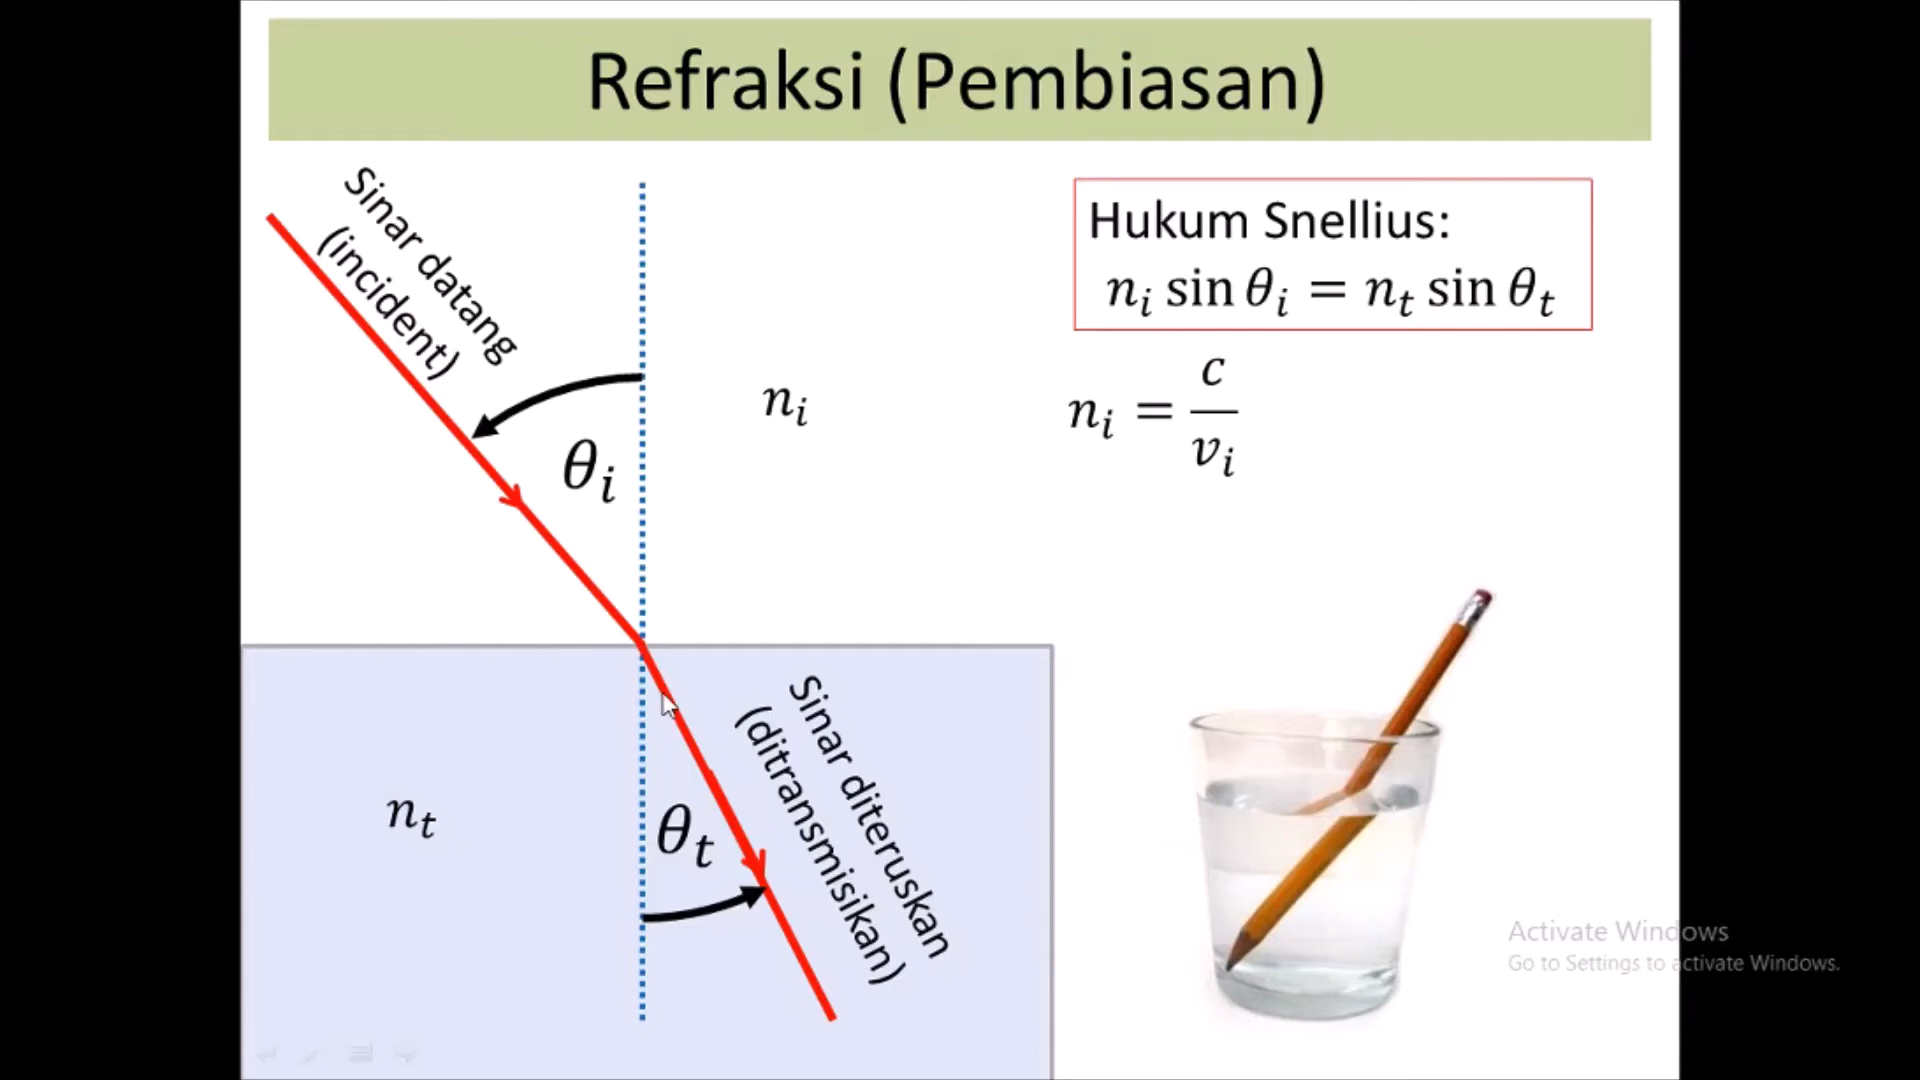 Refraksi (Pembiasan)
Sinar datang
(incident)
θᵢ
nᵢ
Hukum Snellius:
nᵢ sin θᵢ = nₜ sin θₜ
nᵢ = c / vᵢ
nₜ
θₜ
Sinar diteruskan
(ditransmisikan)
Activate Windows
Go to Settings to activate Windows.